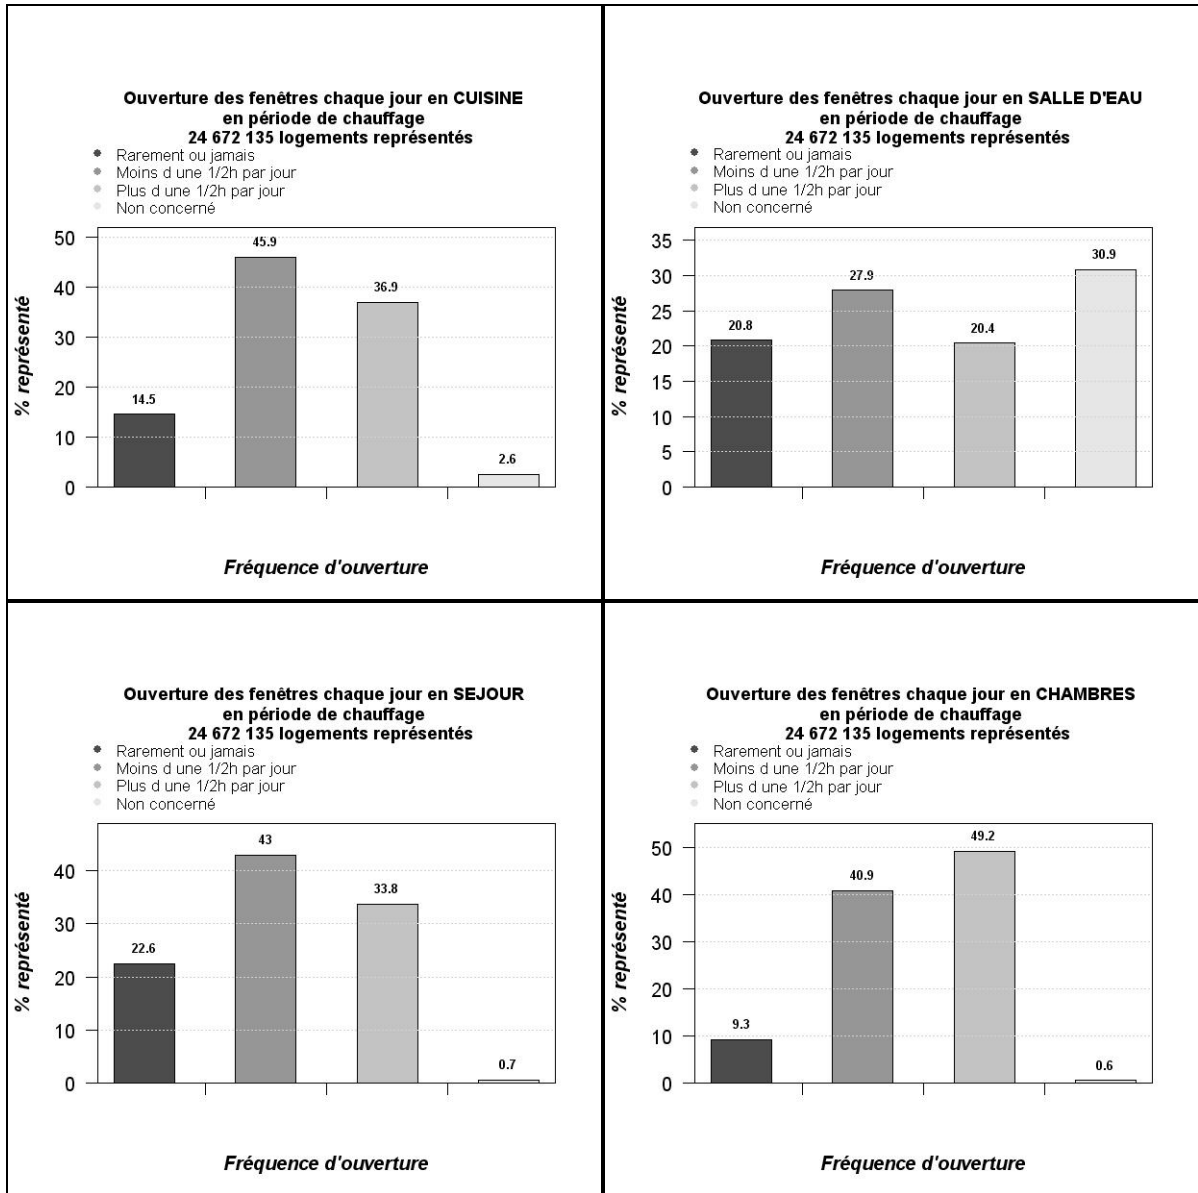 Ouverture des fenêtres chaque jour en CUISINE
en période de chauffage
24 672 135 logements représentés
Rarement ou jamais
Moins d une 1/2h par jour
Plus d une 1/2h par jour
Non concerné
% représenté
50
40
30
20
10
0
14.5
45.9
36.9
2.6
Fréquence d'ouverture
Ouverture des fenêtres chaque jour en SALLE D'EAU
en période de chauffage
24 672 135 logements représentés
Rarement ou jamais
Moins d une 1/2h par jour
Plus d une 1/2h par jour
Non concerné
% représenté
35
30
25
20
15
10
5
0
20.8
27.9
20.4
30.9
Fréquence d'ouverture
Ouverture des fenêtres chaque jour en SEJOUR
en période de chauffage
24 672 135 logements représentés
Rarement ou jamais
Moins d une 1/2h par jour
Plus d une 1/2h par jour
Non concerné
% représenté
40
30
20
10
0
22.6
43
33.8
0.7
Fréquence d'ouverture
Ouverture des fenêtres chaque jour en CHAMBRES
en période de chauffage
24 672 135 logements représentés
Rarement ou jamais
Moins d une 1/2h par jour
Plus d une 1/2h par jour
Non concerné
% représenté
50
40
30
20
10
0
9.3
40.9
49.2
0.6
Fréquence d'ouverture